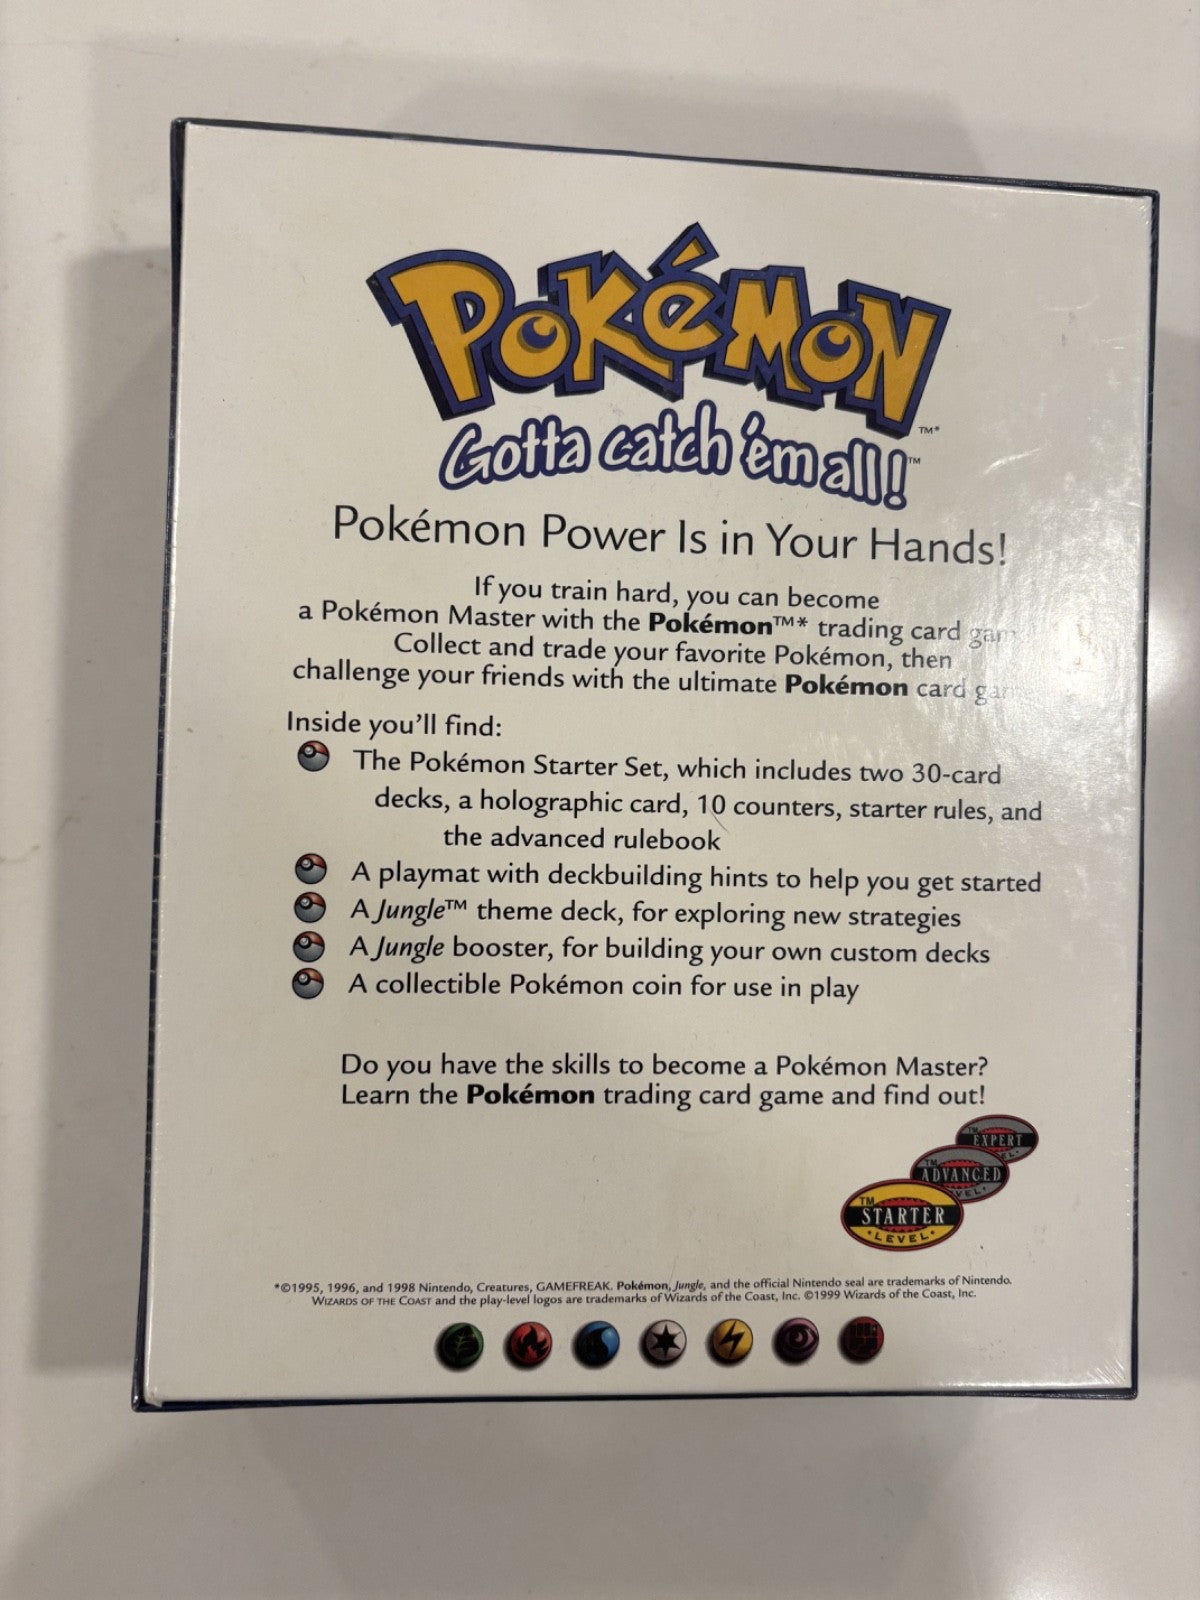 POKéMON
TM*
Gotta catch 'em all!
TM
Pokémon Power Is in Your Hands!
If you train hard, you can become
a Pokémon Master with the Pokémon™* trading card
Collect and trade your favorite Pokémon, then
challenge your friends with the ultimate Pokémon card
Inside you'll find:
The Pokémon Starter Set, which includes two 30-card
decks, a holographic card, 10 counters, starter rules, and
the advanced rulebook
A playmat with deckbuilding hints to help you get started
A Jungle™ theme deck, for exploring new strategies
A Jungle booster, for building your own custom decks
A collectible Pokémon coin for use in play
Do you have the skills to become a Pokémon Master?
Learn the Pokémon trading card game and find out!
TM
EXPERT
TM
ADVANCED
TM
STARTER
•LEVEL•
*©1995, 1996, and 1998 Nintendo, Creatures, GAMEFREAK. Pokémon, Jungle, and the official Nintendo seal are trademarks of Nintendo.
WIZARDS OF THE COAST and the play-level logos are trademarks of Wizards of the Coast, Inc. ©1999 Wizards of the Coast, Inc.